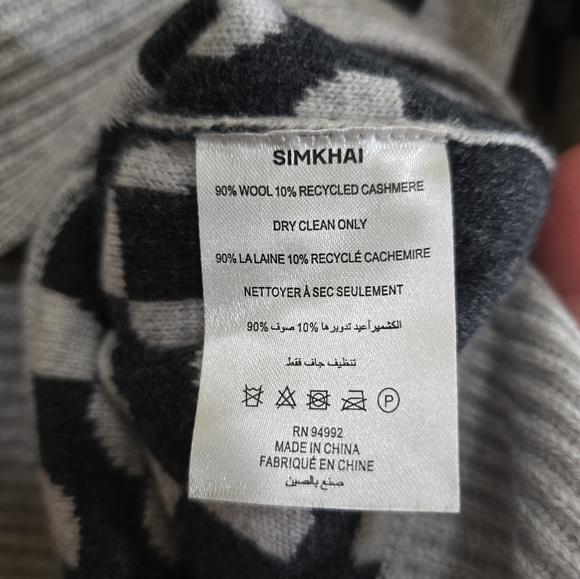 SIMKHAI
90% WOOL 10% RECYCLED CASHMERE
DRY CLEAN ONLY
90% LA LAINE 10% RECYCLÉ CACHEMIRE
NETTOYER À SEC SEULEMENT
90% صوف 10% أعيد تدويرها الكشمير
تنظيف جاف فقط
P
RN 94992
MADE IN CHINA
FABRIQUÉ EN CHINE
صنع بالصين